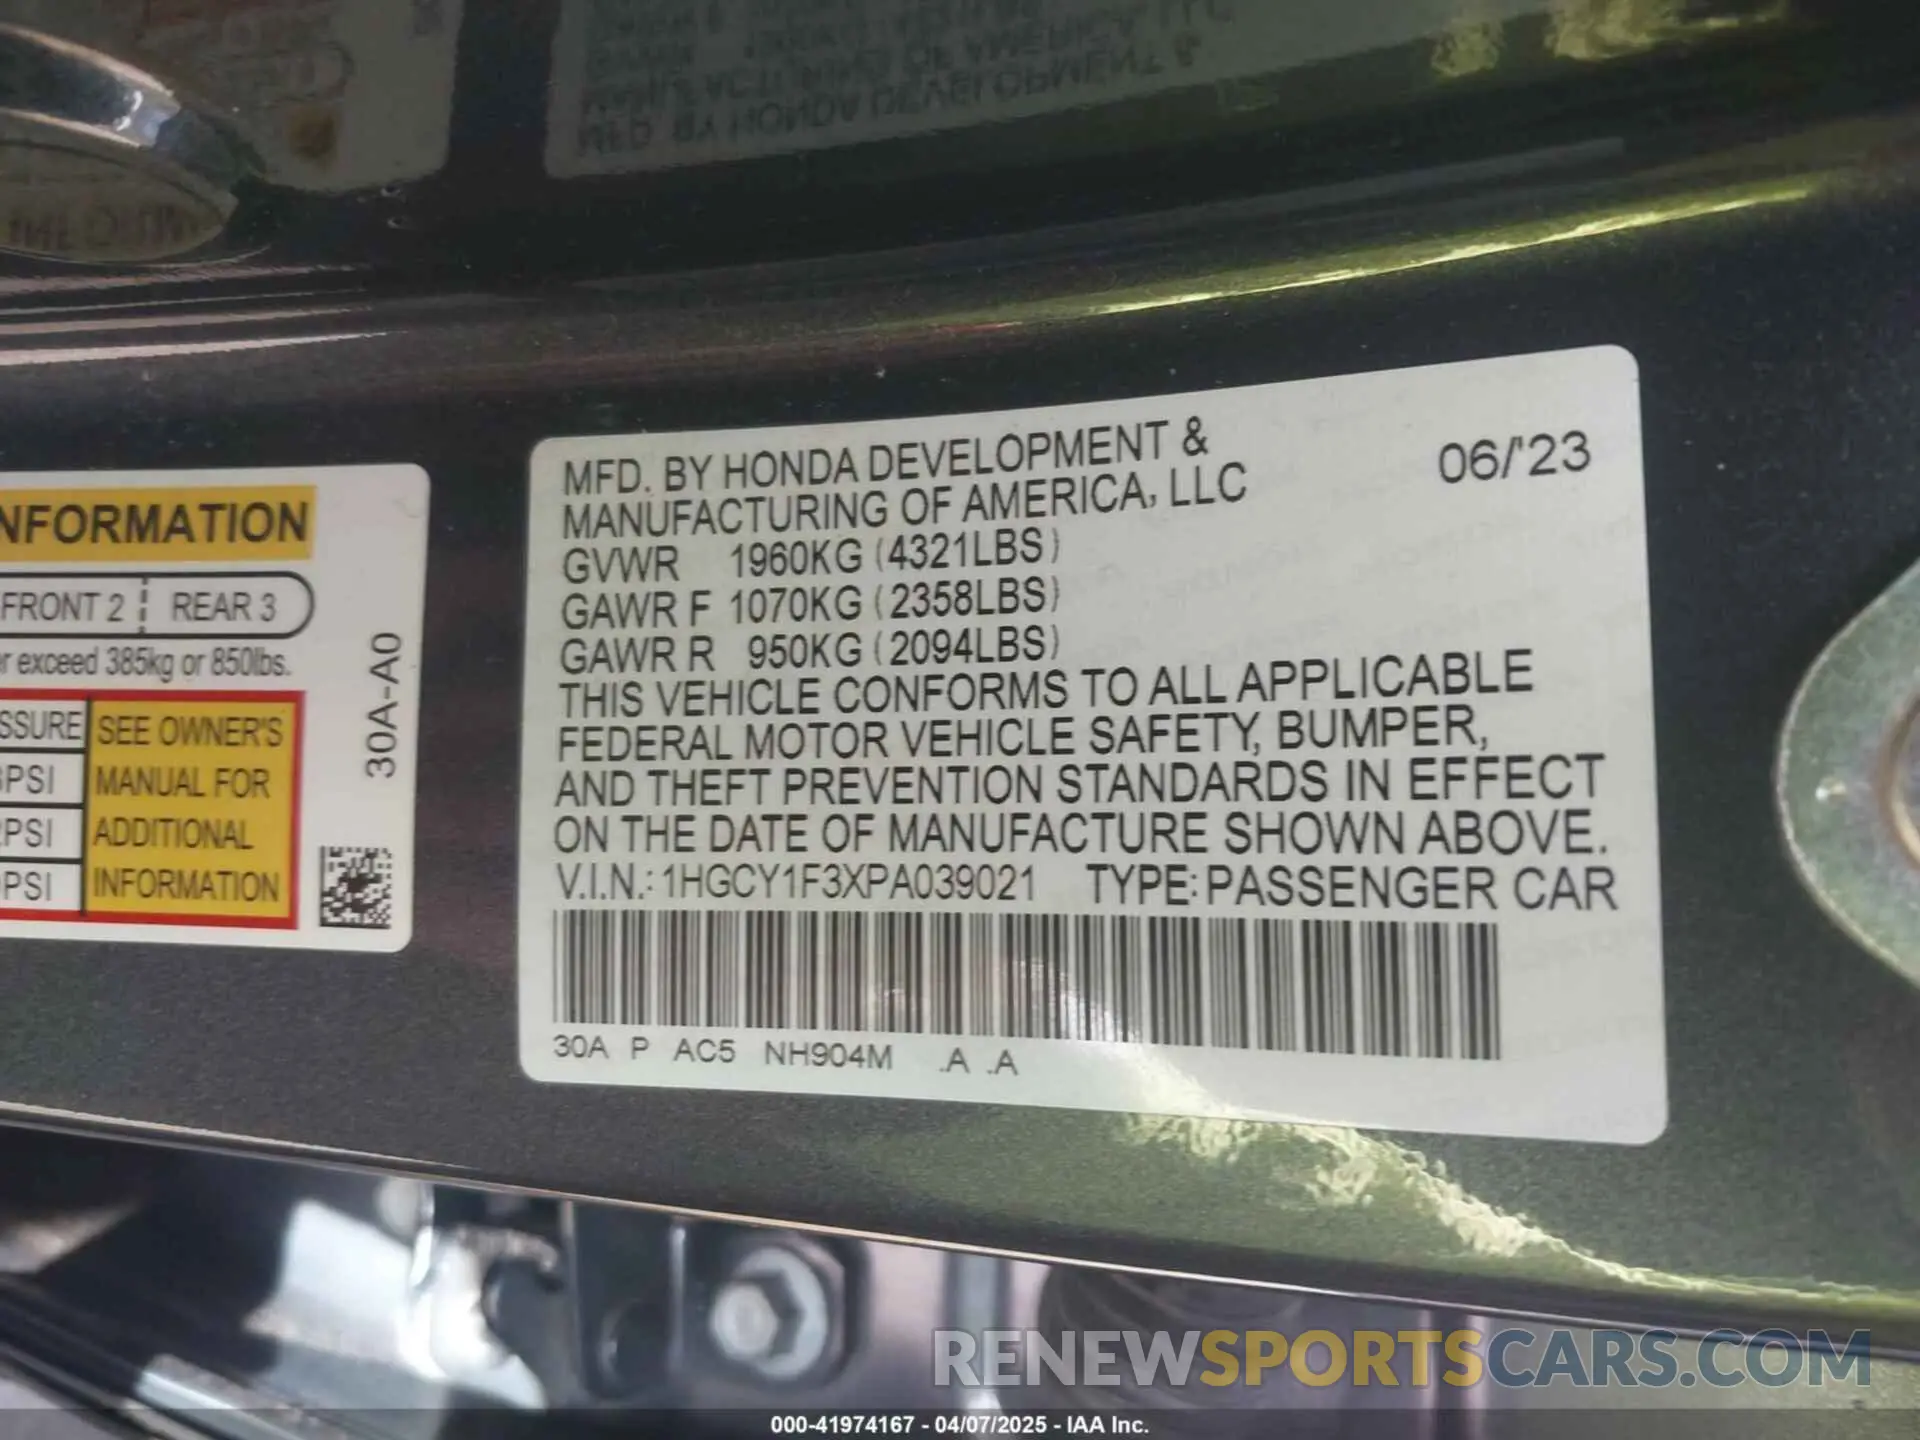 NFORMATION
FRONT 2 REAR 3
exceed 385kg or 850lbs.
SSURE SEE OWNER'S
PSI MANUAL FOR
PSI ADDITIONAL
PSI INFORMATION
30A-A0
MFD. BY HONDA DEVELOPMENT & 06/'23
MANUFACTURING OF AMERICA, LLC
GVWR 1960KG (4321LBS)
GAWR F 1070KG (2358LBS)
GAWR R 950KG (2094LBS)
THIS VEHICLE CONFORMS TO ALL APPLICABLE
FEDERAL MOTOR VEHICLE SAFETY, BUMPER,
AND THEFT PREVENTION STANDARDS IN EFFECT
ON THE DATE OF MANUFACTURE SHOWN ABOVE.
V.I.N.: 1HGCY1F3XPA039021 TYPE: PASSENGER CAR
30A P AC5 NH904M .A .A
RENEWSPORTSCARS.COM
000-41974167 - 04/07/2025 - IAA Inc.